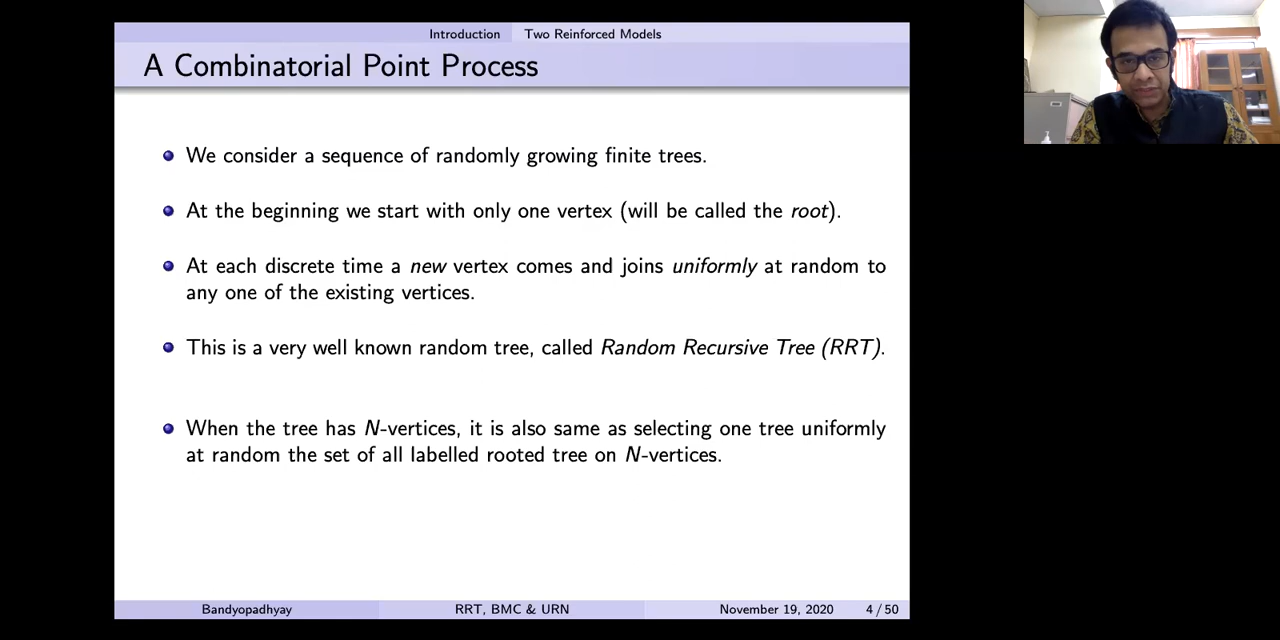 Introduction Two Reinforced Models
A Combinatorial Point Process
We consider a sequence of randomly growing finite trees.
At the beginning we start with only one vertex (will be called the root).
At each discrete time a new vertex comes and joins uniformly at random to
any one of the existing vertices.
This is a very well known random tree, called Random Recursive Tree (RRT).
When the tree has N-vertices, it is also same as selecting one tree uniformly
at random the set of all labelled rooted tree on N-vertices.
Bandyopadhyay RRT, BMC & URN November 19, 2020 4 / 50